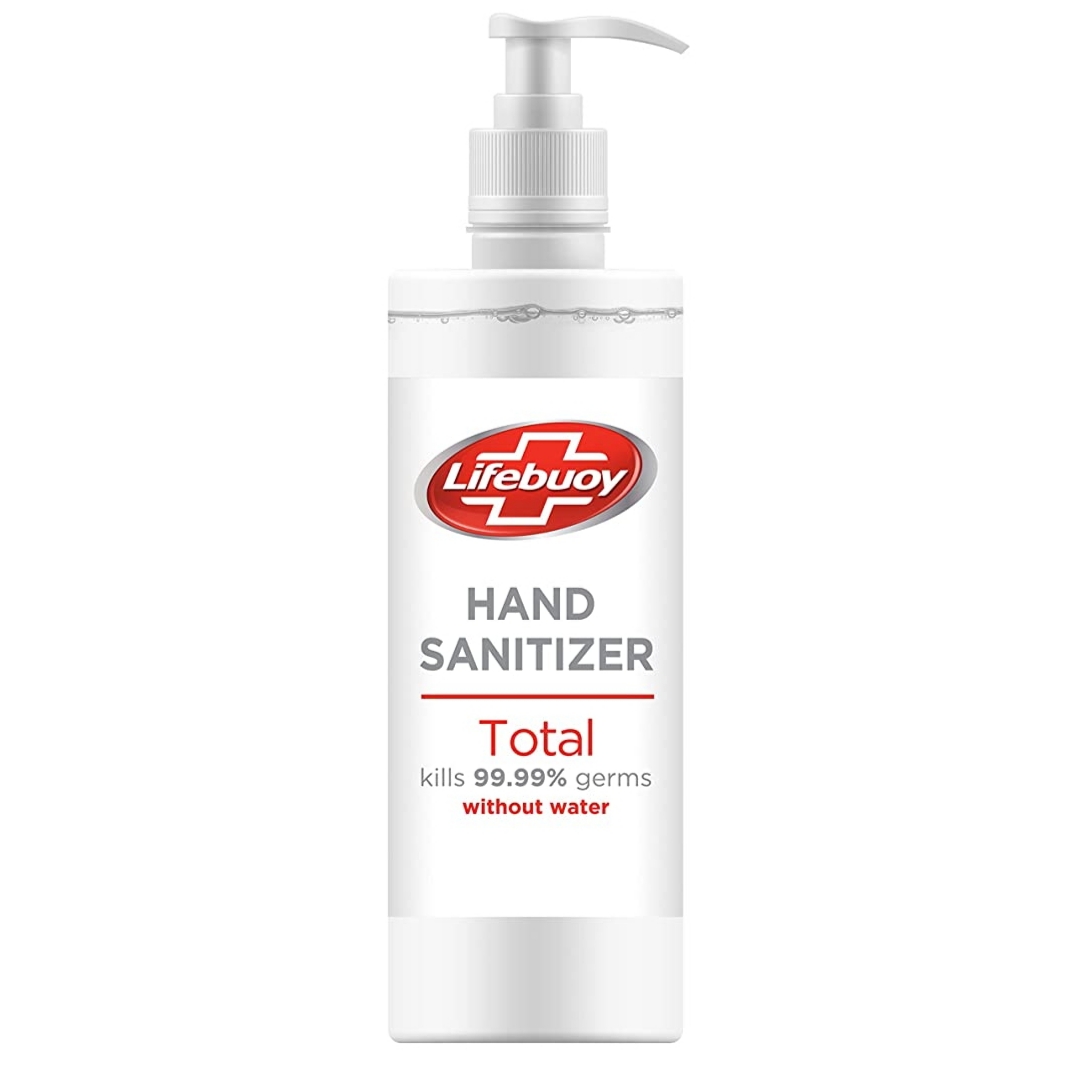 Lifebuoy
HAND
SANITIZER
Total
kills 99.99% germs
without water